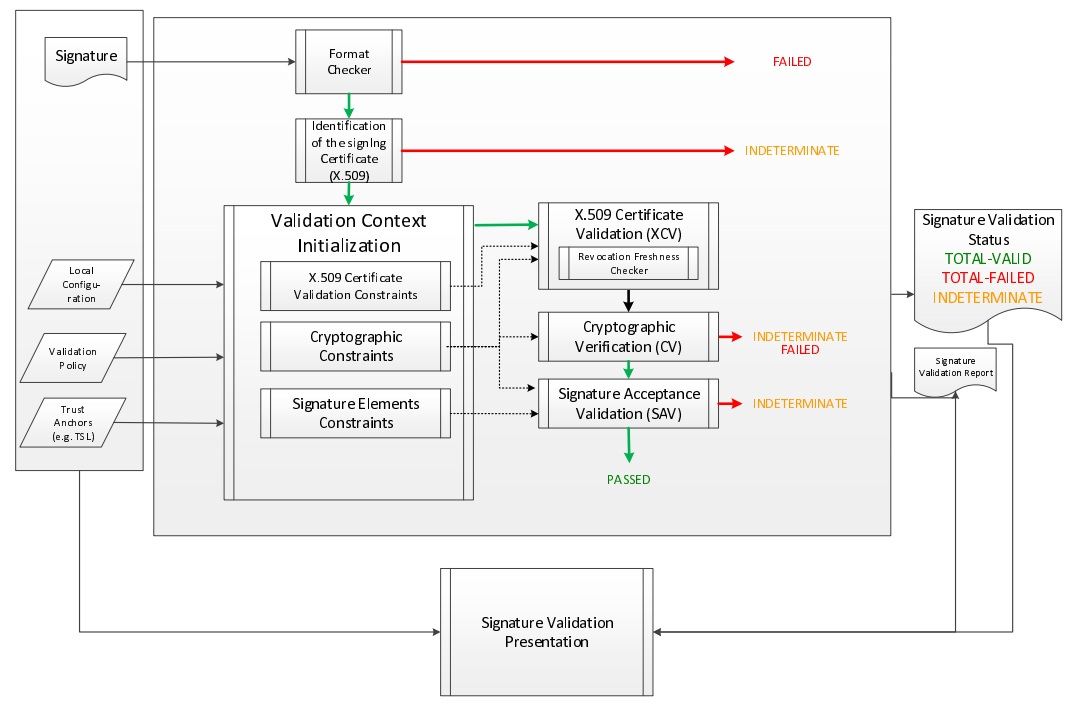 Signature
Format
Checker
FAILED
Identification
of the signing
Certificate
(X.509)
INDETERMINATE
Validation Context
Initialization
X.509 Certificate
Validation Constraints
Cryptographic
Constraints
Signature Elements
Constraints
Local
Configu-
ration
Validation
Policy
Trust
Anchors
(e.g. TSL)
X.509 Certificate
Validation (XCV)
Revocation Freshness
Checker
Cryptographic
Verification (CV)
INDETERMINATE
FAILED
Signature Acceptance
Validation (SAV)
INDETERMINATE
PASSED
Signature Validation
Status
TOTAL-VALID
TOTAL-FAILED
INDETERMINATE
Signature
Validation Report
Signature Validation
Presentation